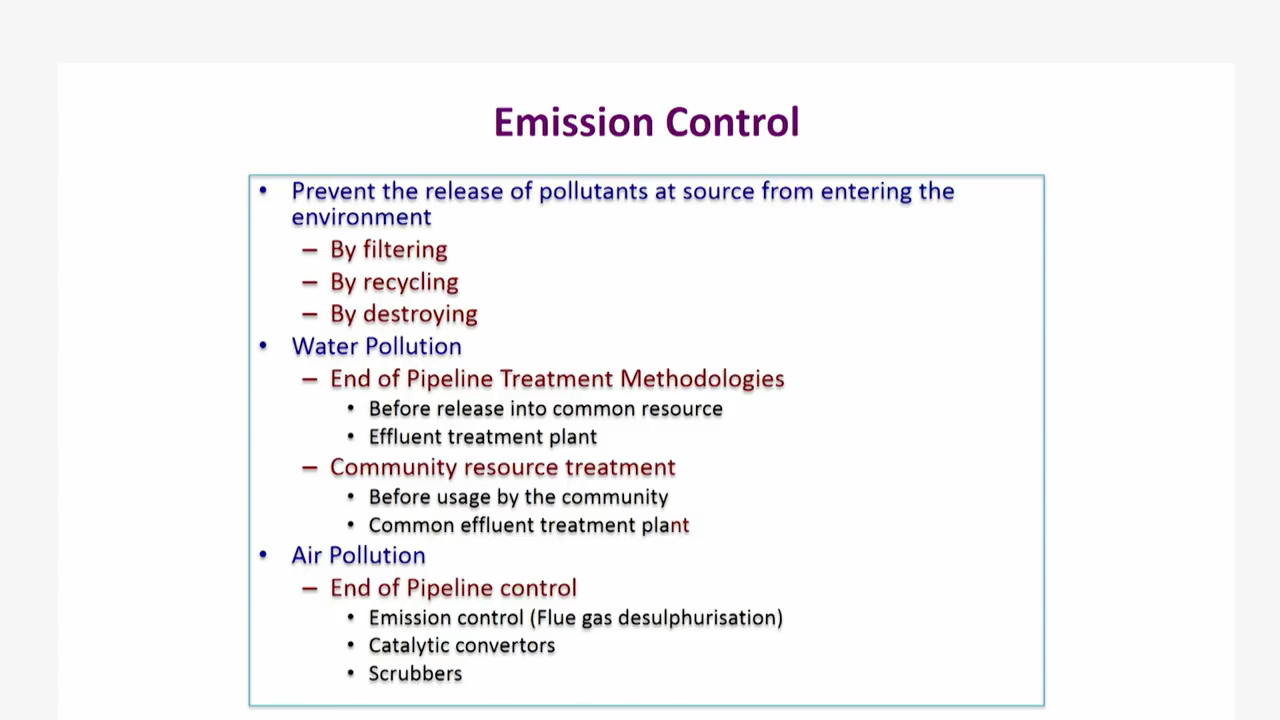 Emission Control
• Prevent the release of pollutants at source from entering the
environment
– By filtering
– By recycling
– By destroying
• Water Pollution
– End of Pipeline Treatment Methodologies
• Before release into common resource
• Effluent treatment plant
– Community resource treatment
• Before usage by the community
• Common effluent treatment plant
• Air Pollution
– End of Pipeline control
• Emission control (Flue gas desulphurisation)
• Catalytic convertors
• Scrubbers